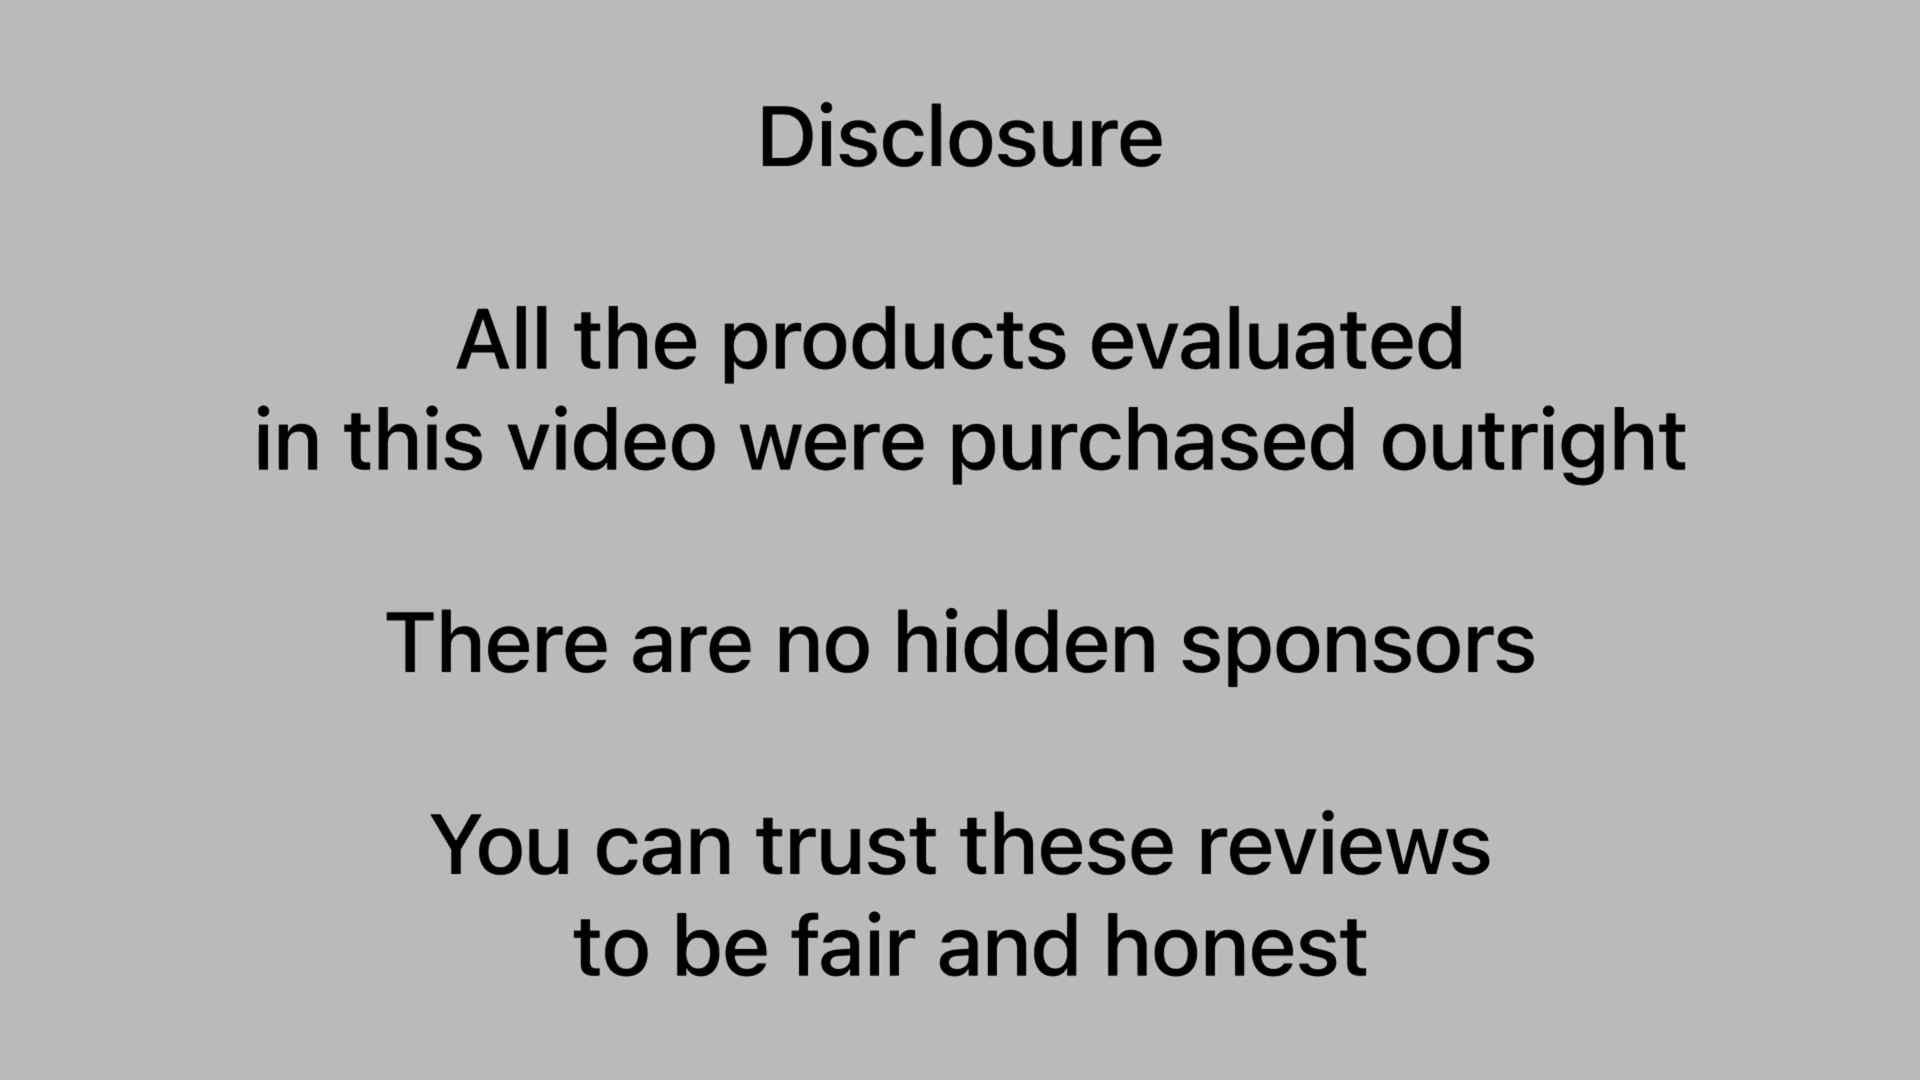 Disclosure
All the products evaluated
in this video were purchased outright
There are no hidden sponsors
You can trust these reviews
to be fair and honest